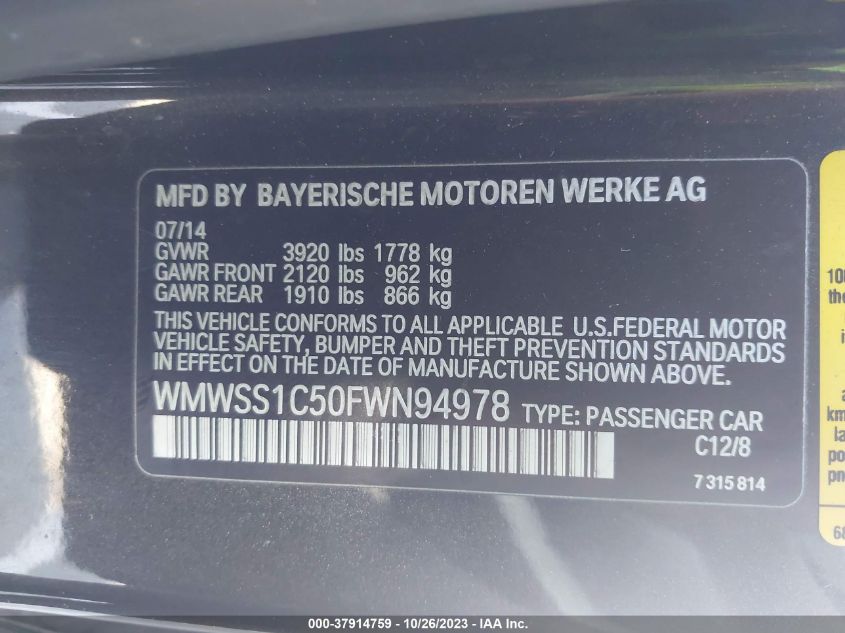 MFD BY BAYERISCHE MOTOREN WERKE AG
07/14
GVWR 3920 lbs 1778 kg
GAWR FRONT 2120 lbs 962 kg
GAWR REAR 1910 lbs 866 kg
THIS VEHICLE CONFORMS TO ALL APPLICABLE U.S.FEDERAL MOTOR
VEHICLE SAFETY, BUMPER AND THEFT PREVENTION STANDARDS
IN EFFECT ON THE DATE OF MANUFACTURE SHOWN ABOVE.
WMWSS1C50FWN94978 TYPE: PASSENGER CAR
C12/8
7 315 814
000-37914759 - 10/26/2023 - IAA Inc.